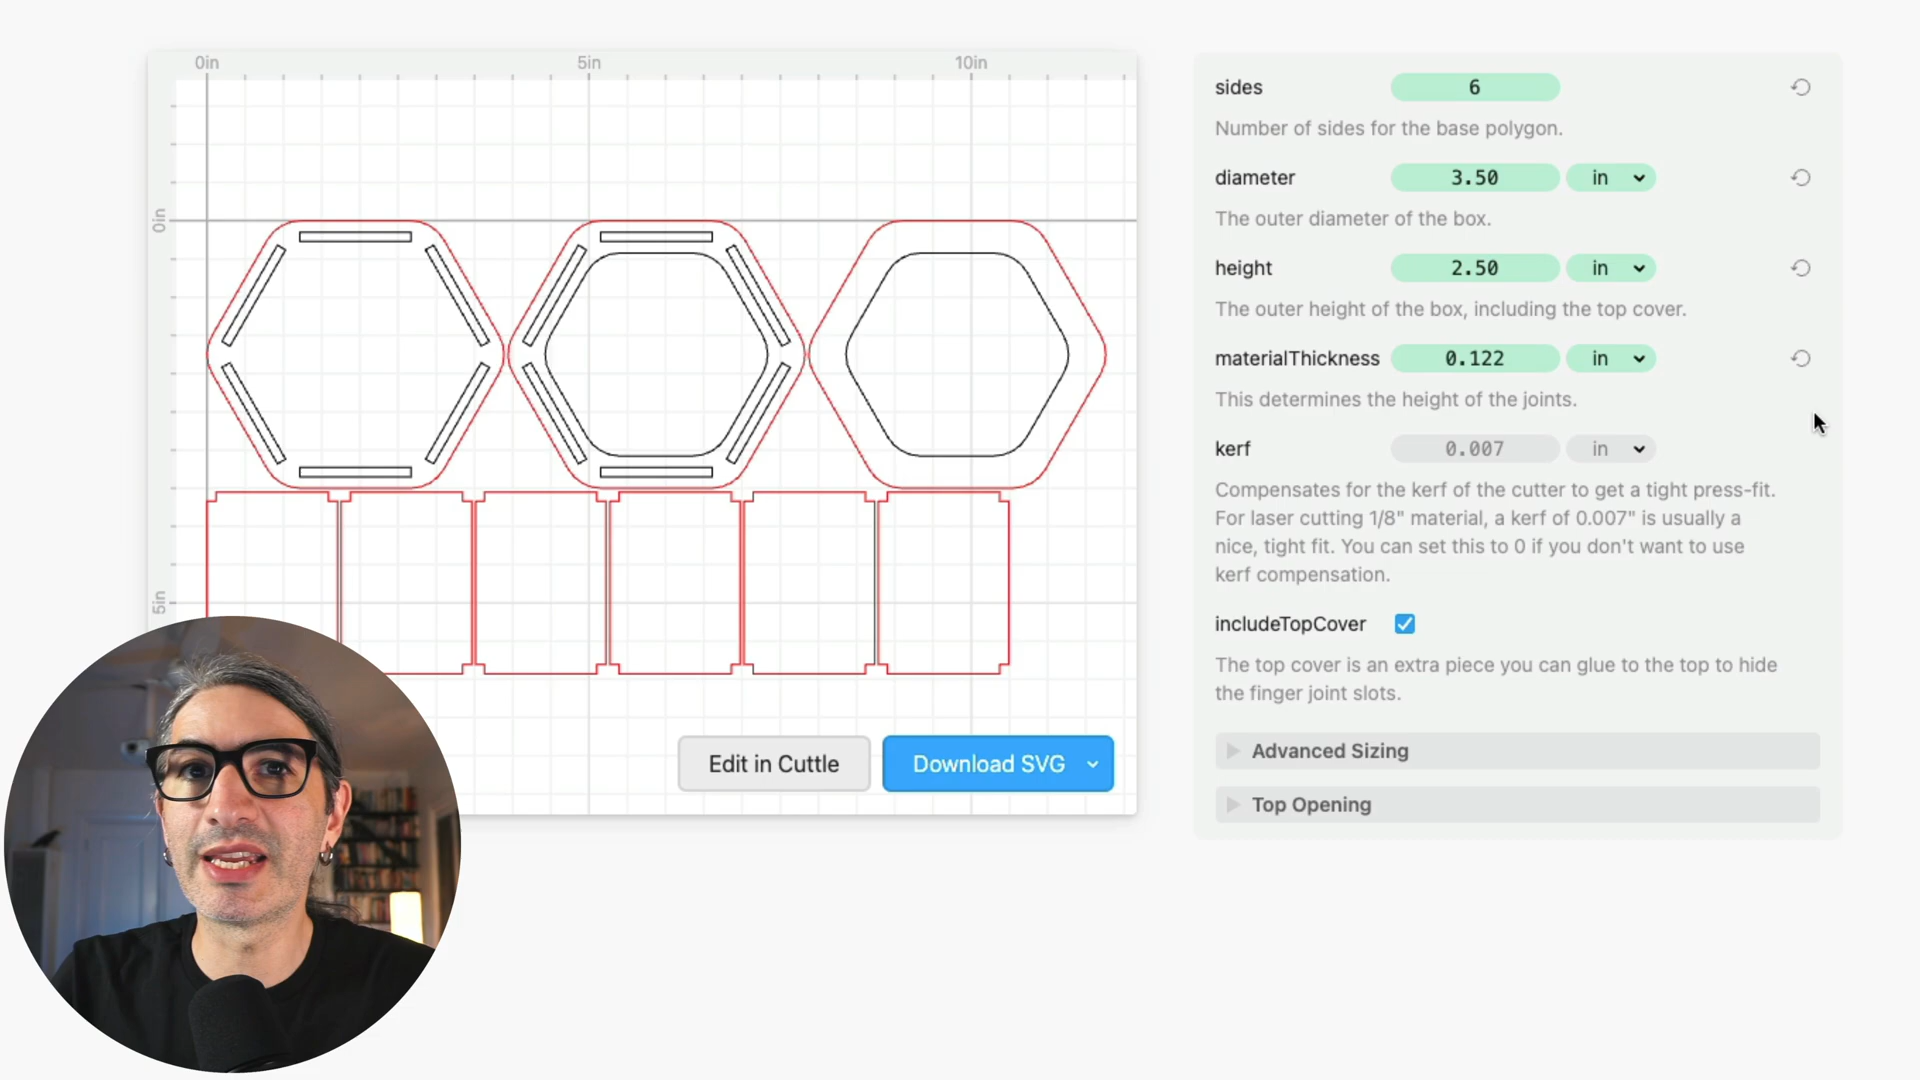 0in
5in
10in
0in
5in
Edit in Cuttle
Download SVG
sides
6
Number of sides for the base polygon.
diameter
3.50
in
The outer diameter of the box.
height
2.50
in
The outer height of the box, including the top cover.
materialThickness
0.122
in
This determines the height of the joints.
kerf
0.007
in
Compensates for the kerf of the cutter to get a tight press-fit.
For laser cutting 1/8" material, a kerf of 0.007" is usually a
nice, tight fit. You can set this to 0 if you don't want to use
kerf compensation.
includeTopCover
The top cover is an extra piece you can glue to the top to hide
the finger joint slots.
Advanced Sizing
Top Opening